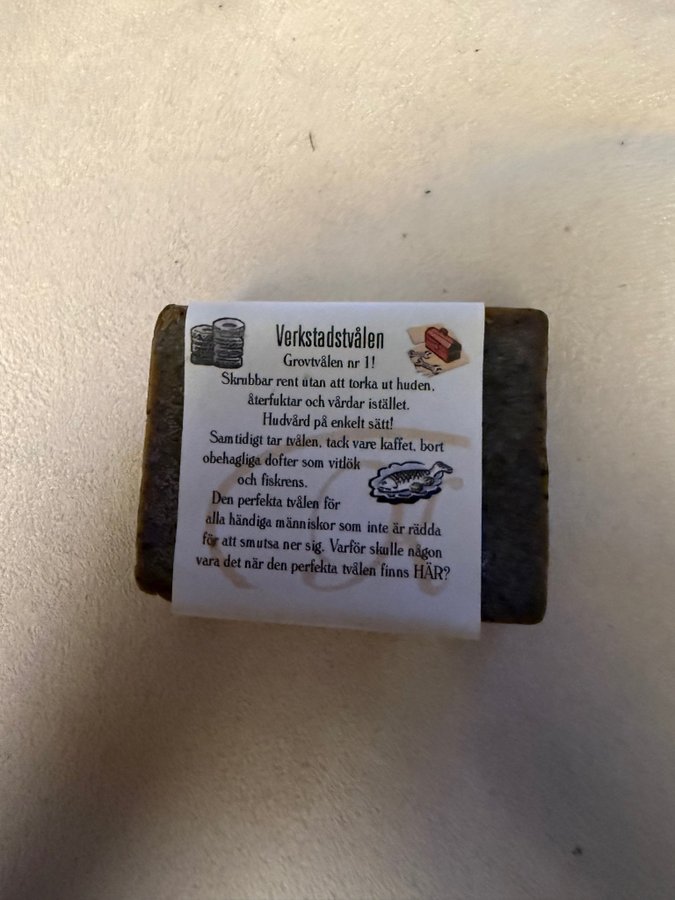 Verkstadstvålen
Grovtvålen nr 1!
Skrubbar rent utan att torka ut huden,
återfuktar och vårdar istället.
Hudvård på enkelt sätt!
Samtidigt tar tvålen, tack vare kaffet, bort
obehagliga dofter som vitlök
och fiskrens.
Den perfekta tvålen för
alla händiga människor som inte är rädda
för att smutsa ner sig. Varför skulle någon
vara det när den perfekta tvålen finns HÄR?